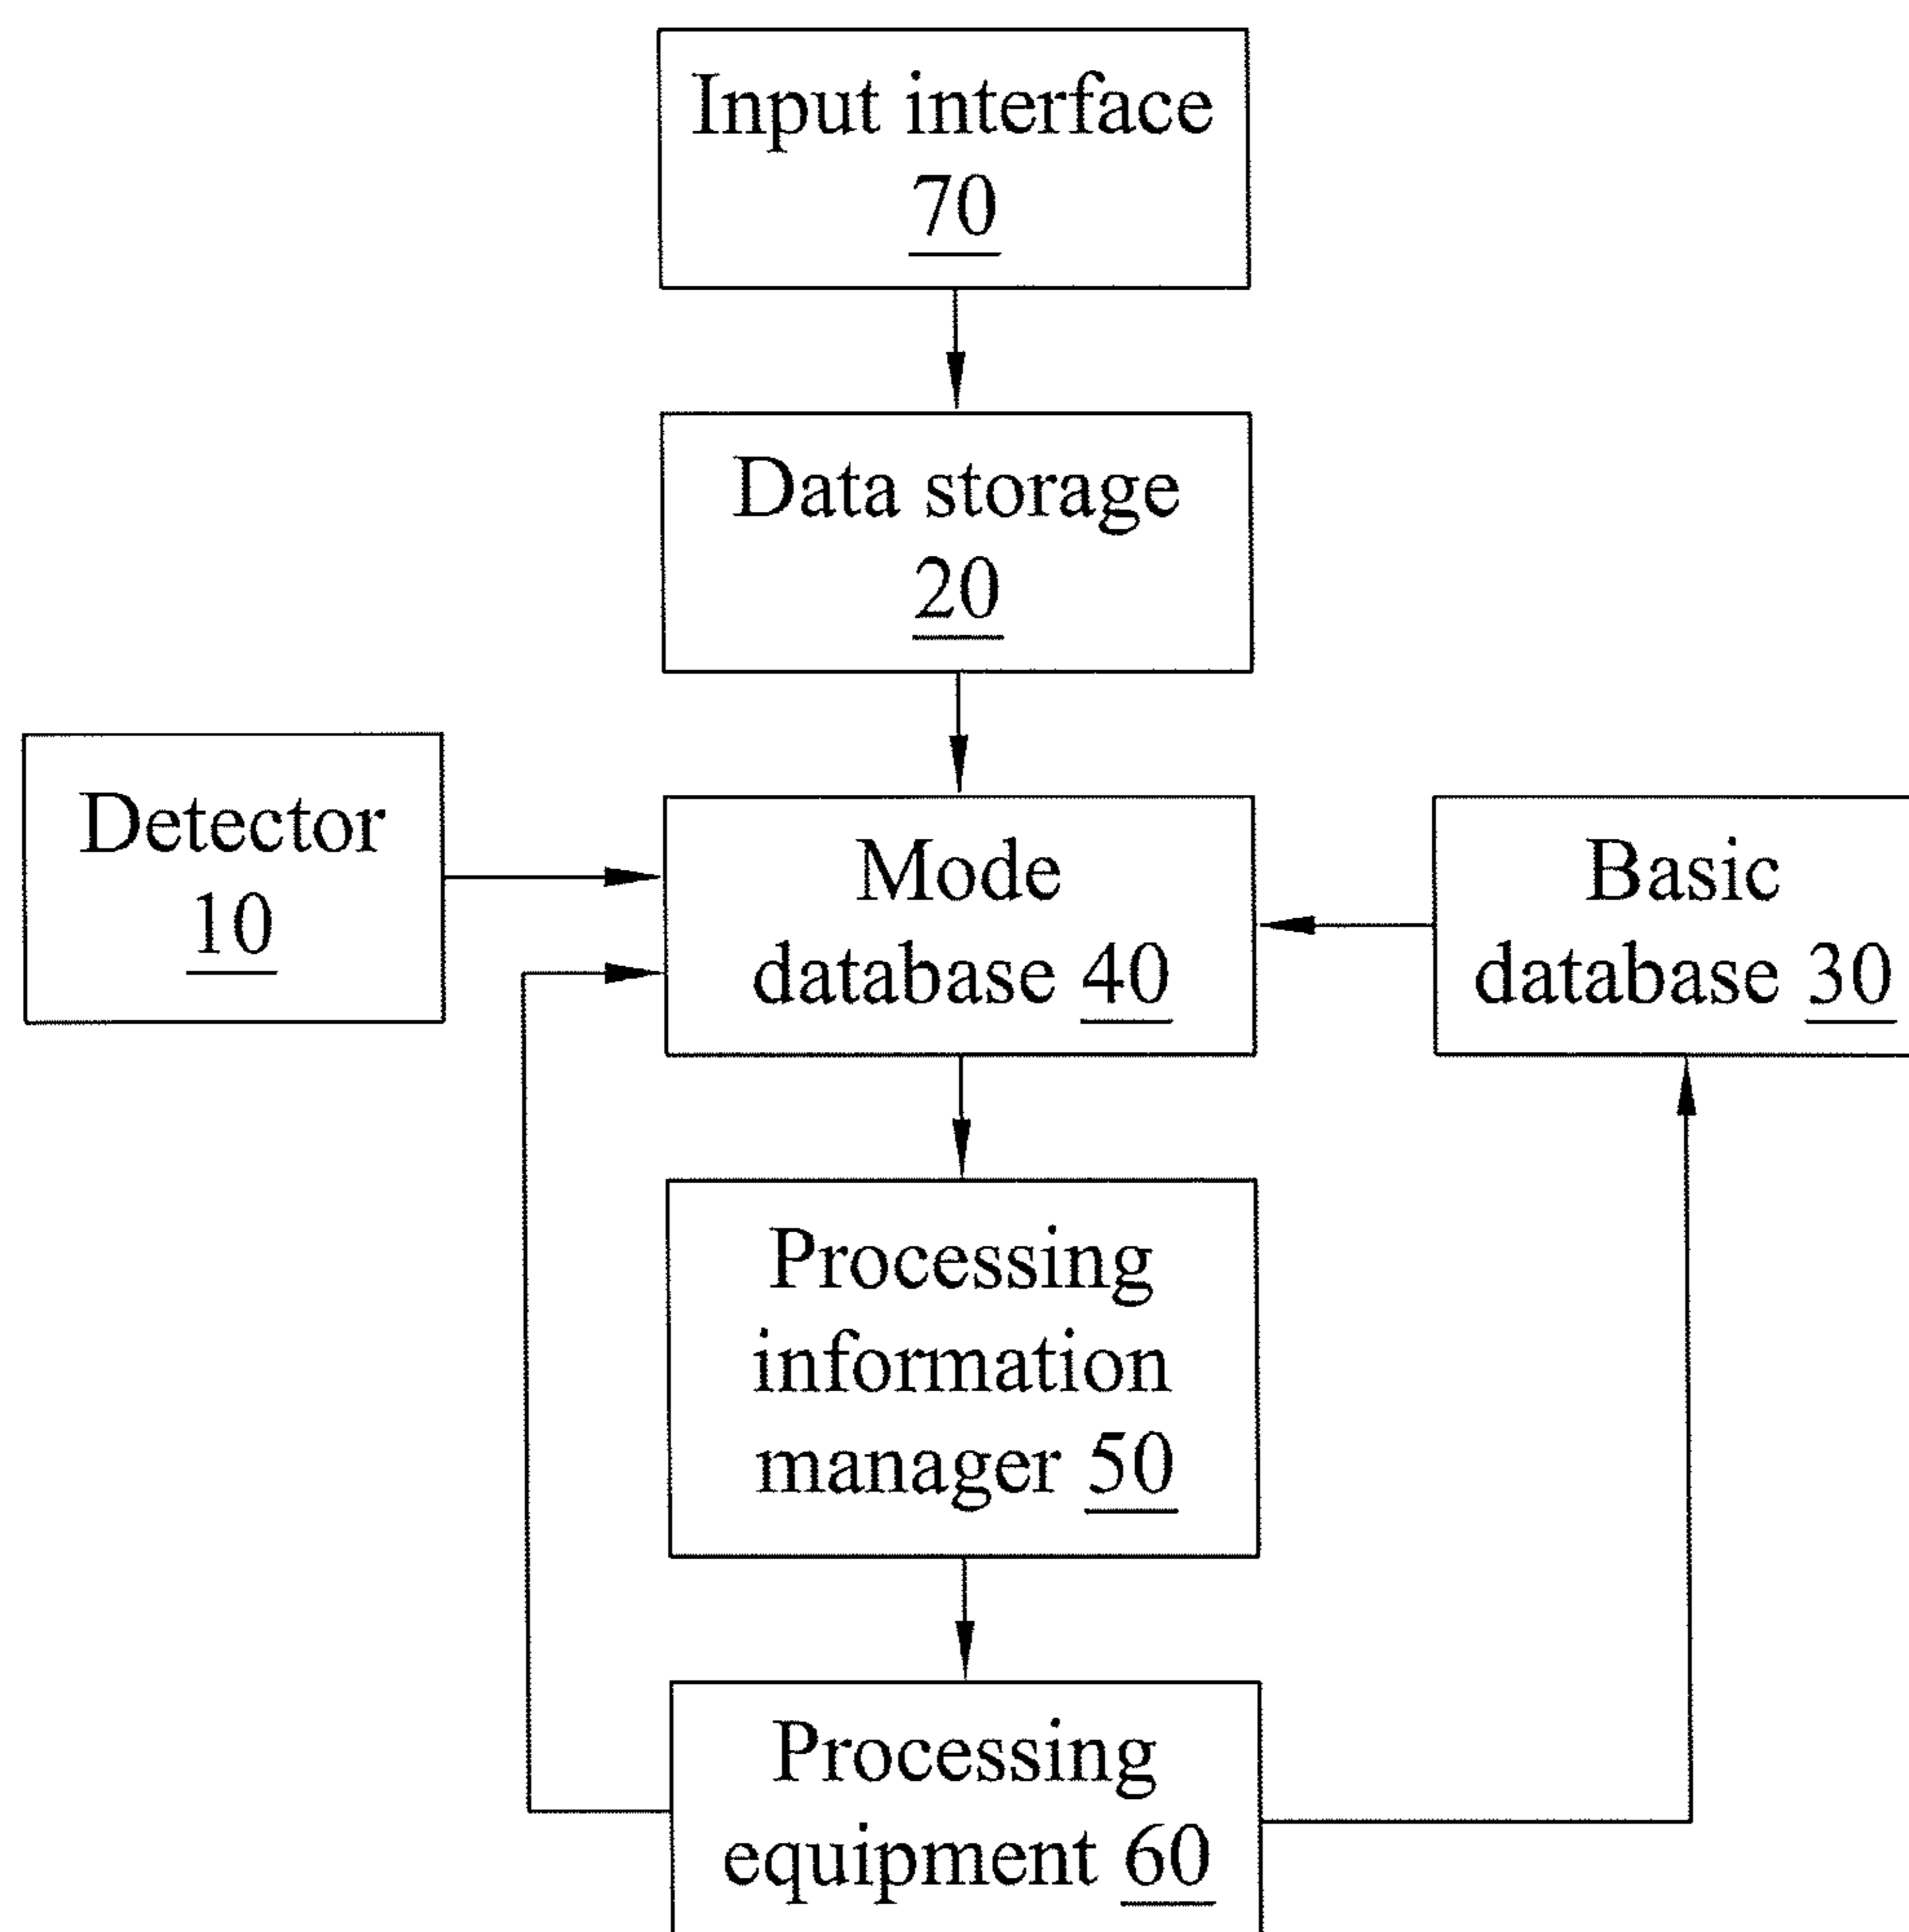 Input interface
70
Data storage
20
Detector
10
Mode
database 40
Basic
database 30
Processing
information
manager 50
Processing
equipment 60